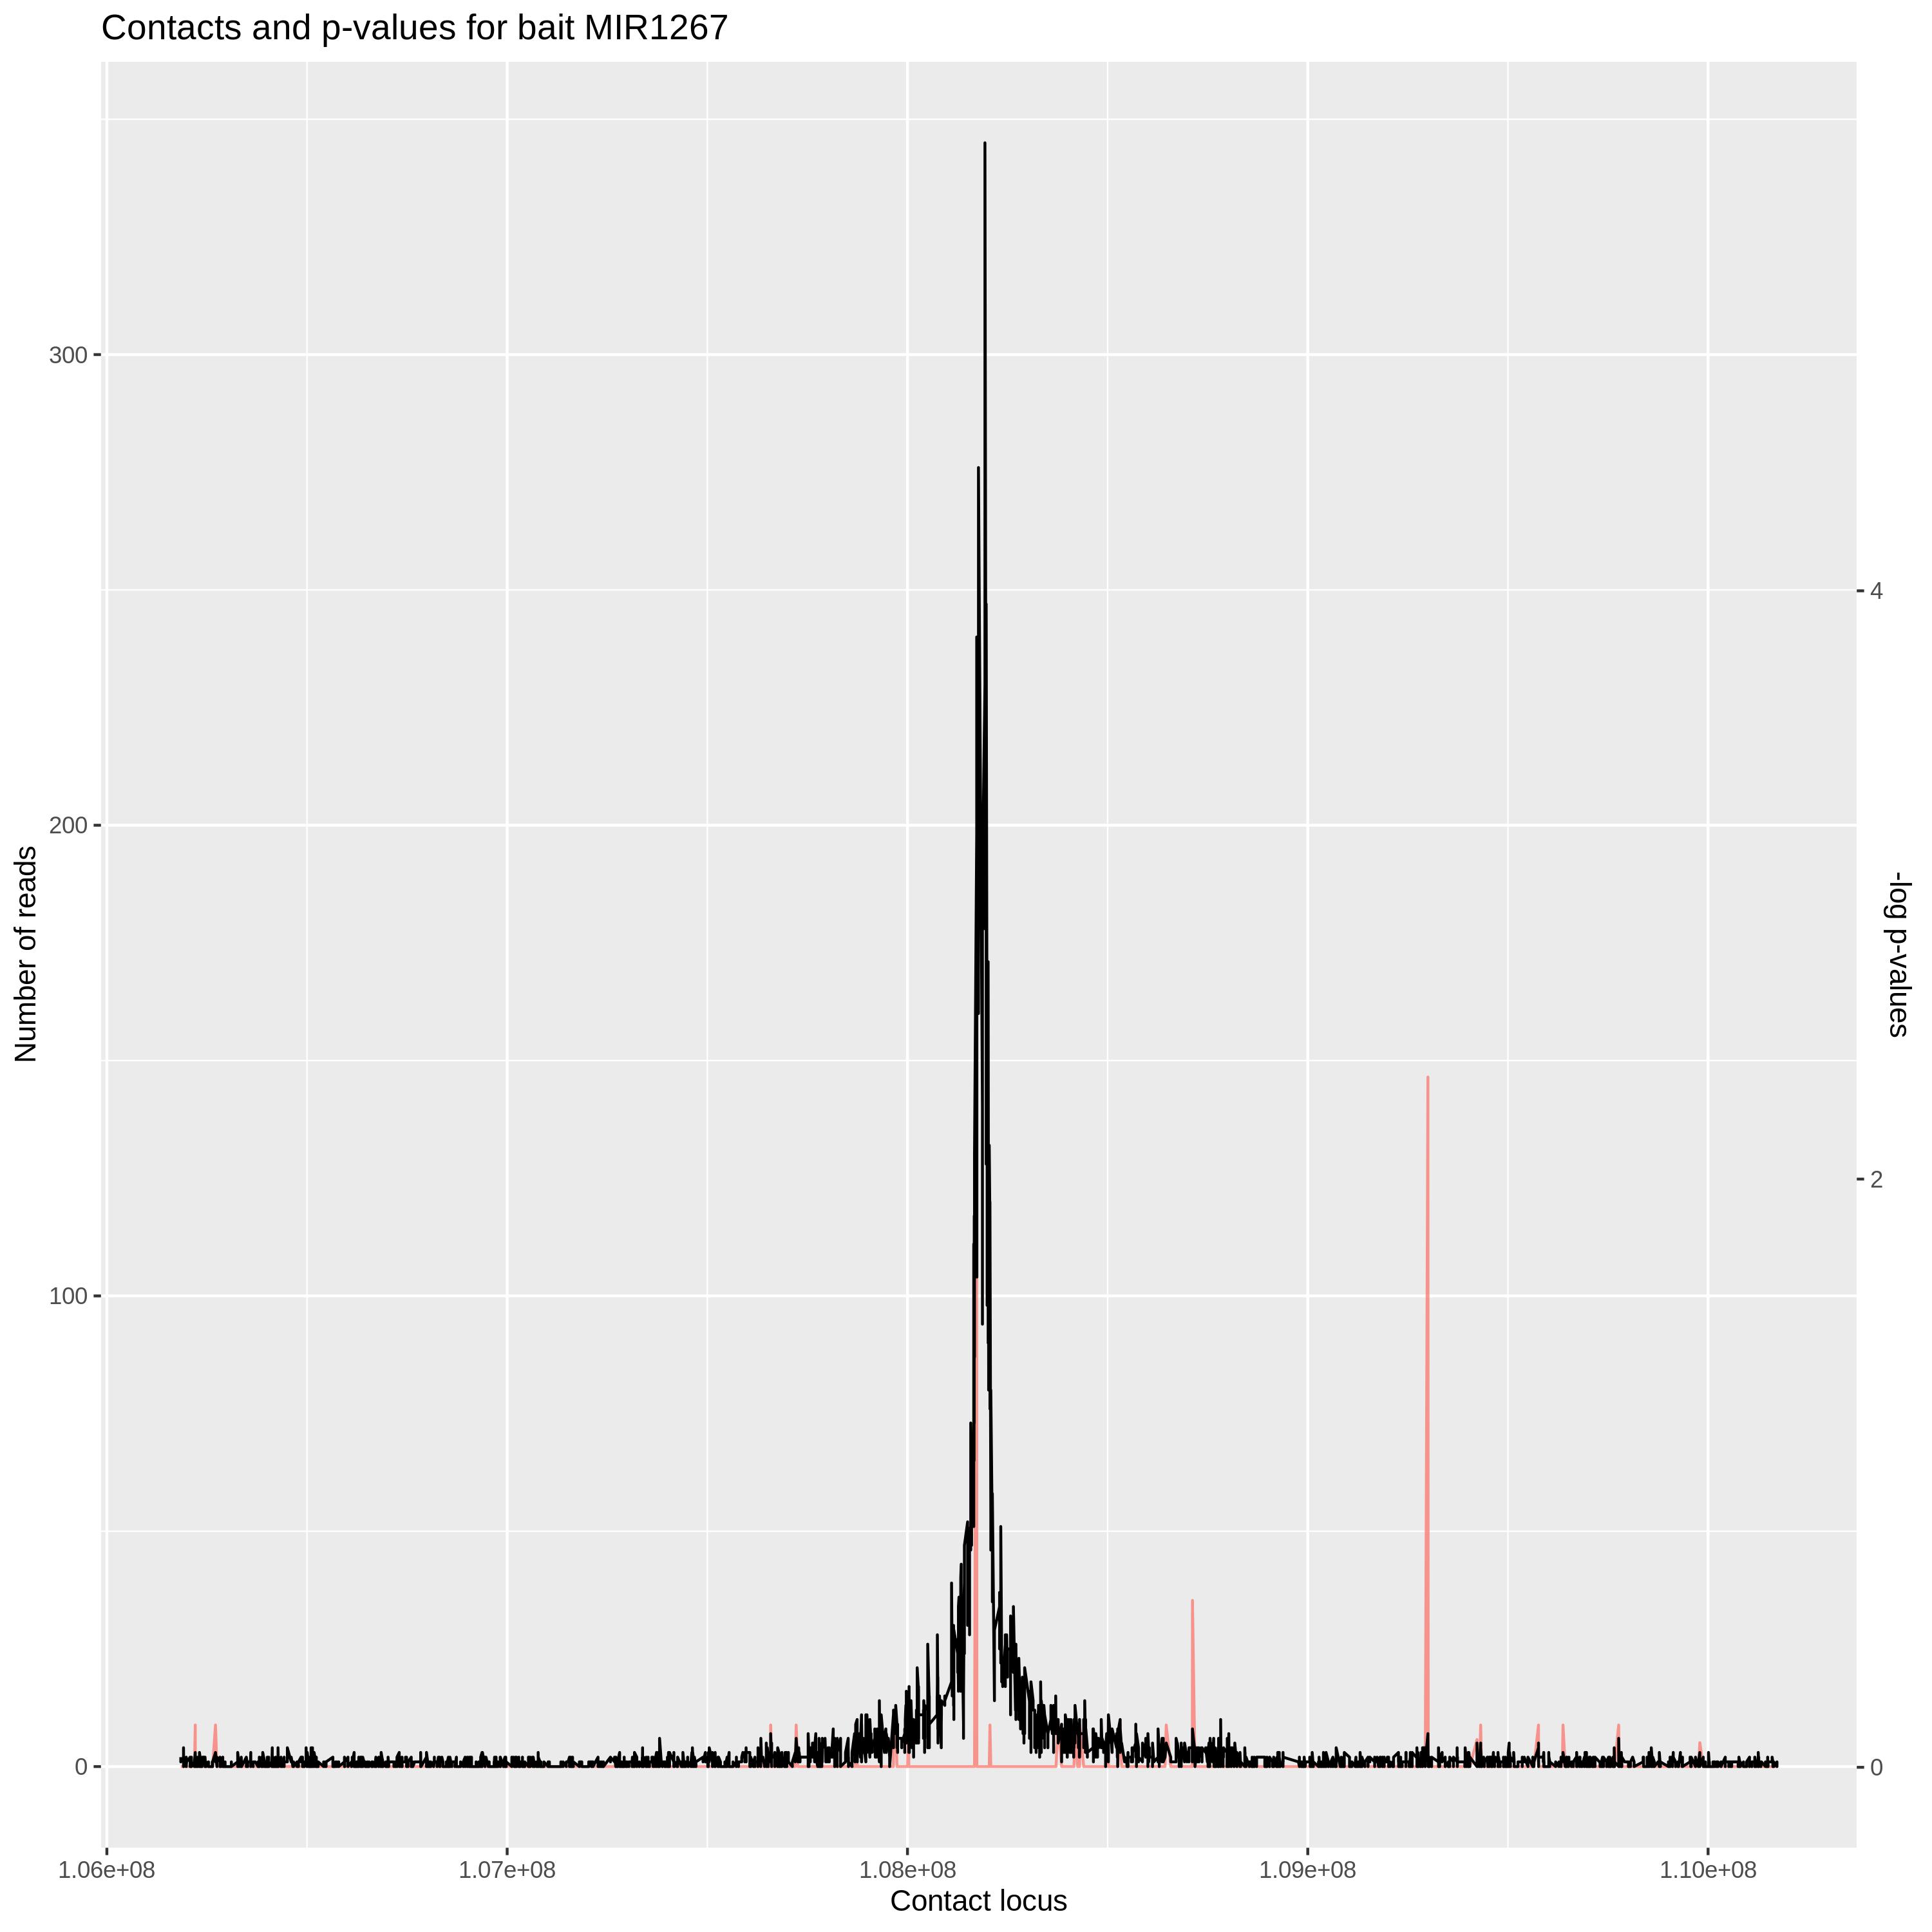 Contacts and p-values for bait MIR1267
300
200
100
0
Number of reads
4
2
0
-log p-values
1.06e+08
1.07e+08
1.08e+08
1.09e+08
1.10e+08
Contact locus